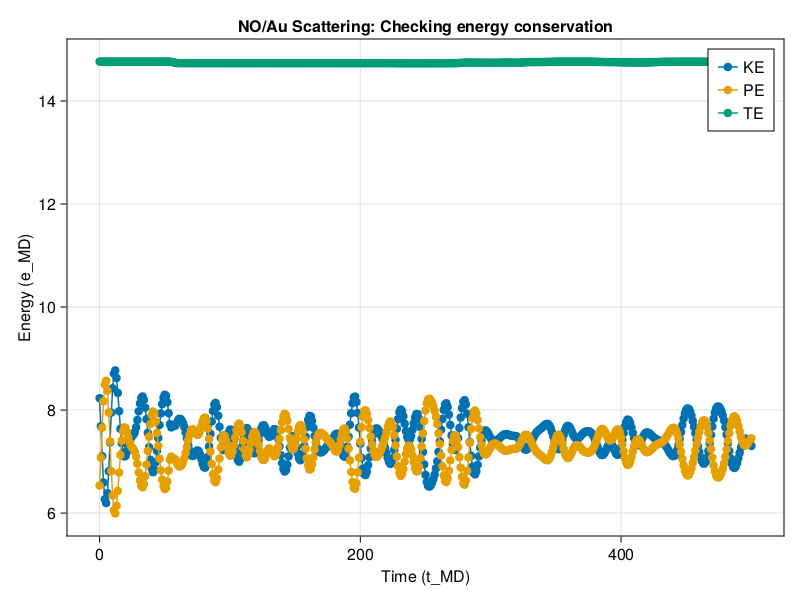 NO/Au Scattering: Checking energy conservation
KE
PE
TE
Energy (e_MD)
14
12
10
8
6
0
200
400
Time (t_MD)